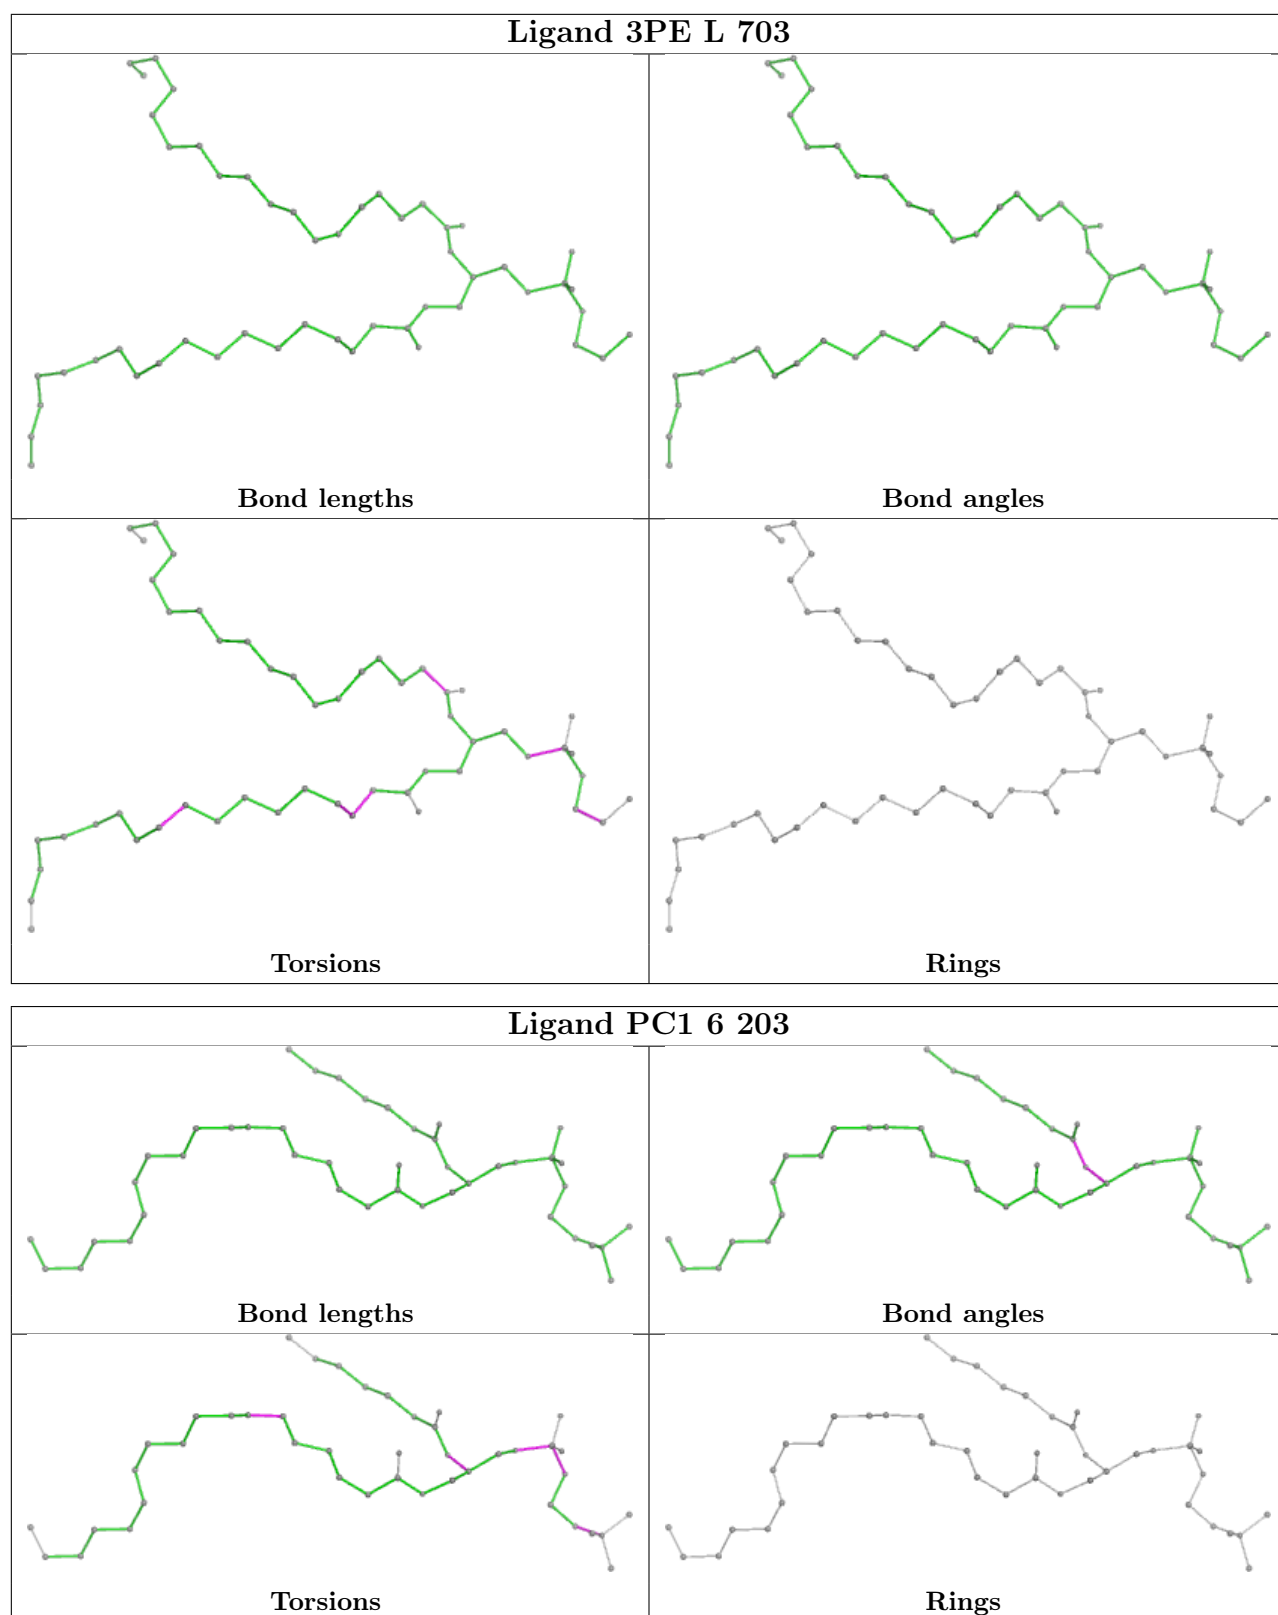 Ligand 3PE L 703
Bond lengths
Bond angles
Torsions
Rings
Ligand PC1 6 203
Bond lengths
Bond angles
Torsions
Rings